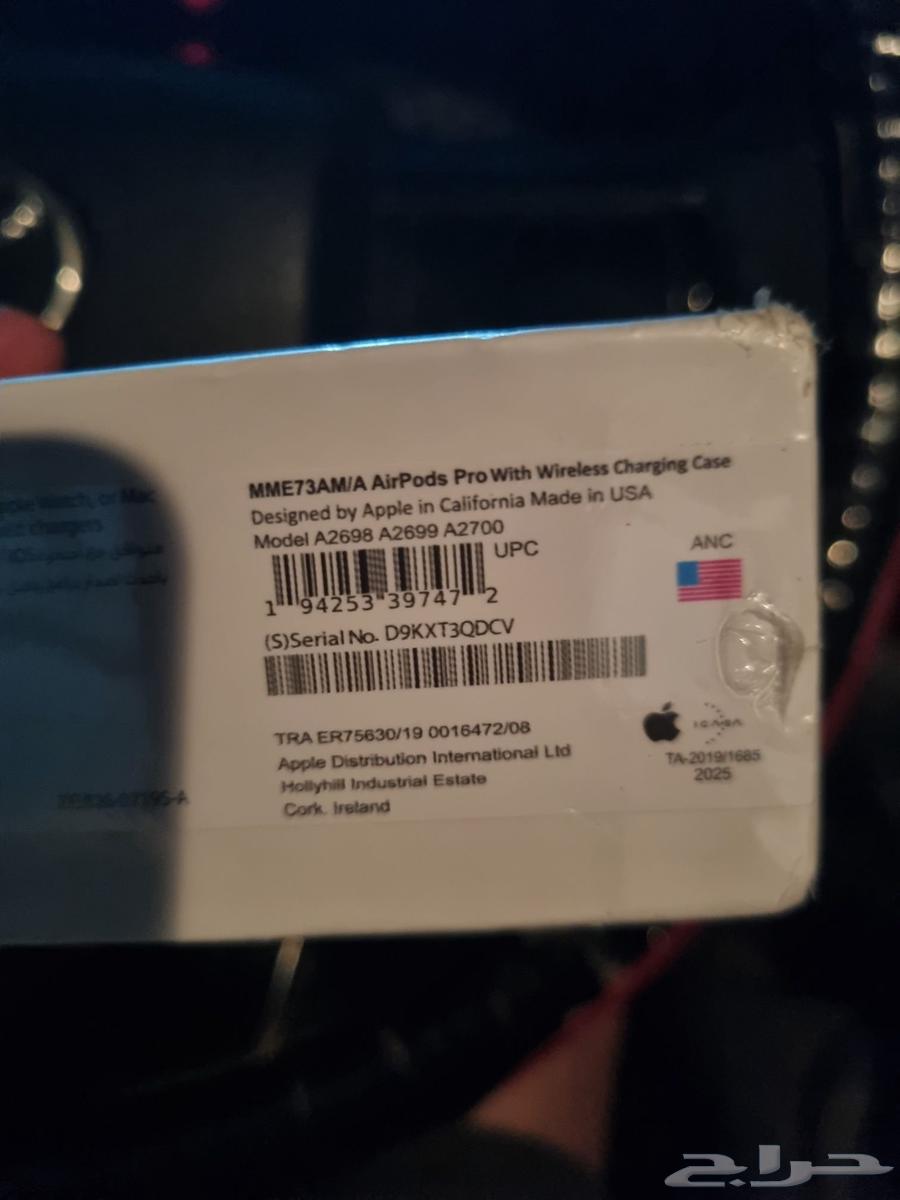 MME73AM/A AirPods Pro With Wireless Charging Case
Designed by Apple in California Made in USA
Model A2698 A2699 A2700
UPC
ANC
1 94253 39747 2
(S)Serial No. D9KXT3QDCV
TRA ER75630/19 0016472/08
Apple Distribution International Ltd
Hollyhill Industrial Estate
Cork. Ireland
ICASA
TA-2019/1685
2025
حراج